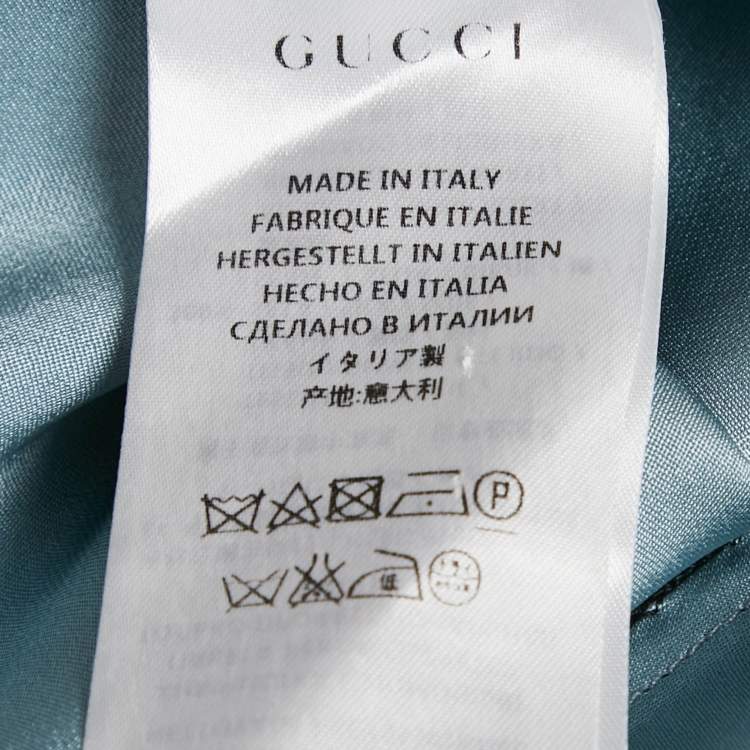 GUCCI
MADE IN ITALY
FABRIQUE EN ITALIE
HERGESTELLT IN ITALIEN
HECHO EN ITALIA
СДЕЛАНО В ИТАЛИИ
イタリア製
产地:意大利
P
低